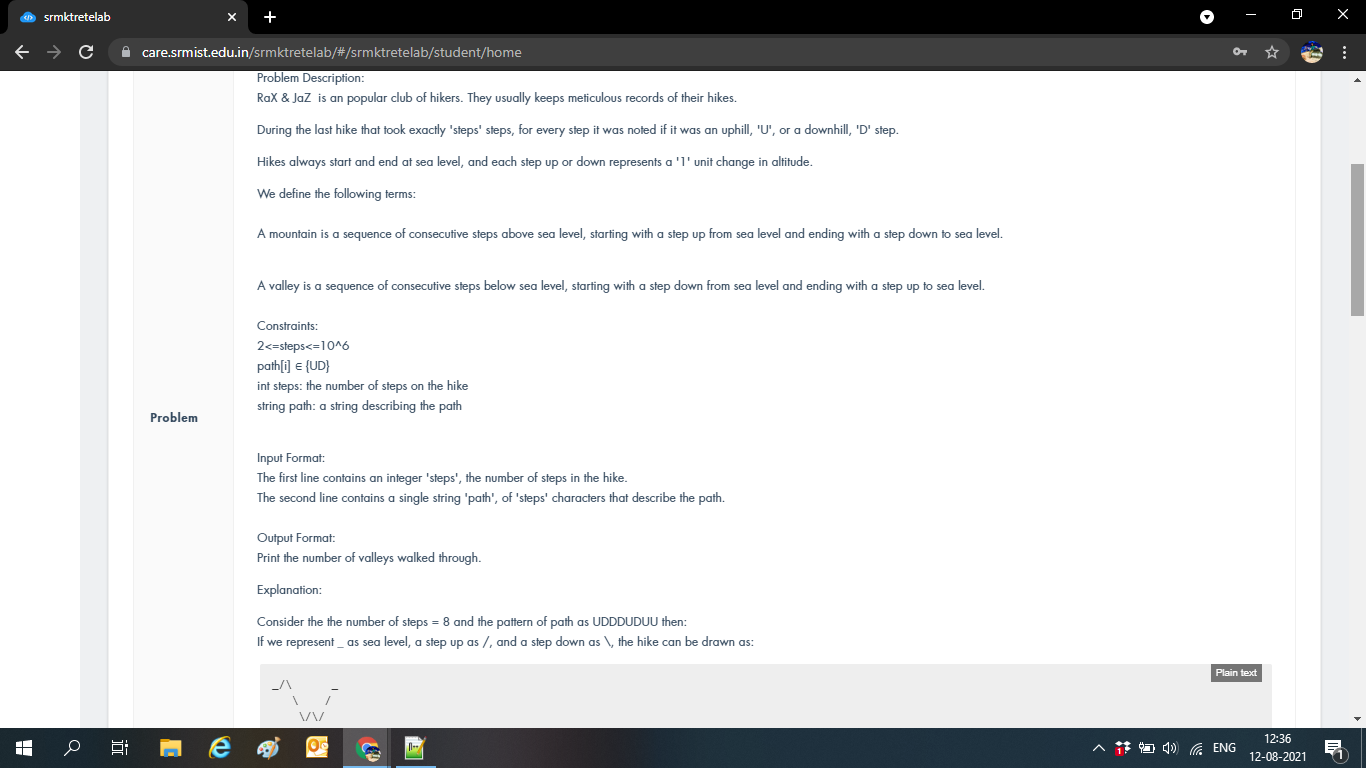 srmktretelab
care.srmist.edu.in/srmktretelab/#/srmktretelab/student/home
Problem Description:
RaX & JaZ is an popular club of hikers. They usually keeps meticulous records of their hikes.
During the last hike that took exactly 'steps' steps, for every step it was noted if it was an uphill, 'U', or a downhill, 'D' step.
Hikes always start and end at sea level, and each step up or down represents a '1' unit change in altitude.
We define the following terms:
A mountain is a sequence of consecutive steps above sea level, starting with a step up from sea level and ending with a step down to sea level.
A valley is a sequence of consecutive steps below sea level, starting with a step down from sea level and ending with a step up to sea level.
Constraints:
2<=steps<=10^6
path[i] ∈ {UD}
int steps: the number of steps on the hike
string path: a string describing the path
Problem
Input Format:
The first line contains an integer 'steps', the number of steps in the hike.
The second line contains a single string 'path', of 'steps' characters that describe the path.
Output Format:
Print the number of valleys walked through.
Explanation:
Consider the the number of steps = 8 and the pattern of path as UDDDUDUU then:
If we represent _ as sea level, a step up as /, and a step down as \, the hike can be drawn as:
Plain text
_/\      _
   \    /
    \/\/
ENG
12:36
12-08-2021
1